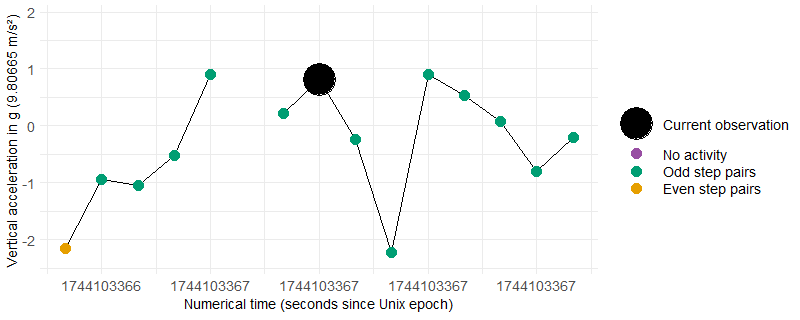 Vertical acceleration in g (9.80665 m/s²)
2
1
0
-1
-2
1744103366 1744103367 1744103367 1744103367 1744103367
Numerical time (seconds since Unix epoch)
Current observation
No activity
Odd step pairs
Even step pairs